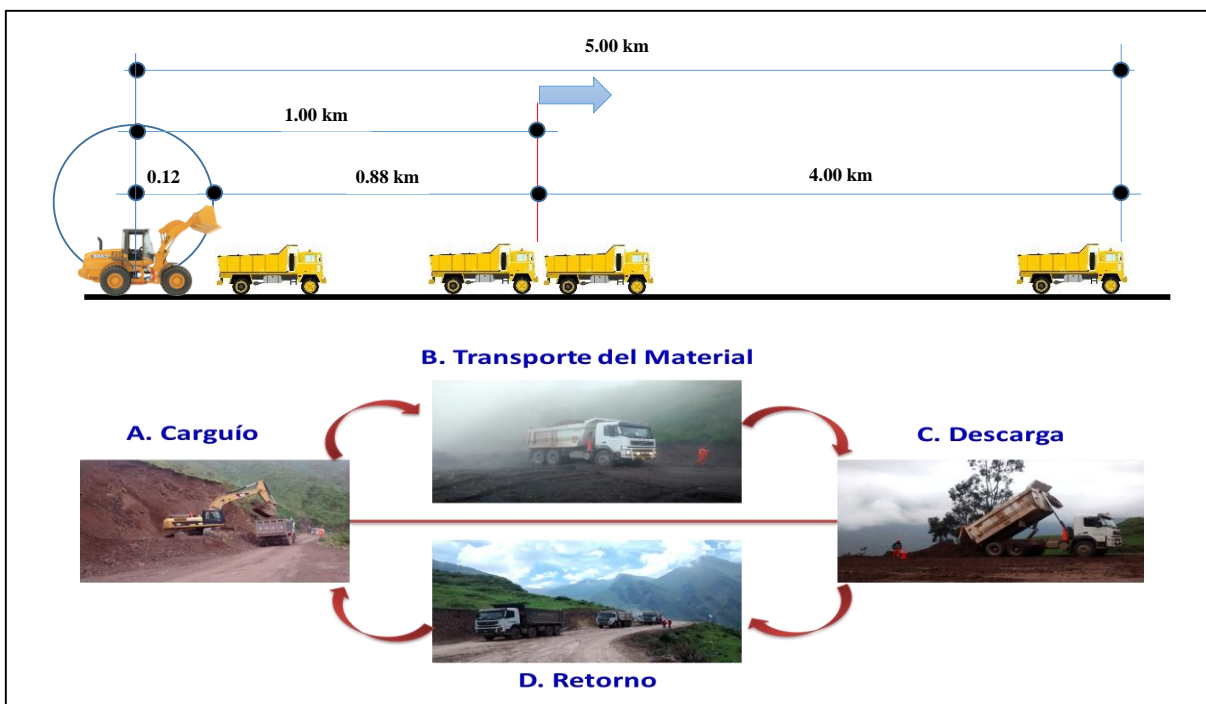 5.00 km
1.00 km
0.12
0.88 km
4.00 km
B. Transporte del Material
A. Carguío
C. Descarga
D. Retorno